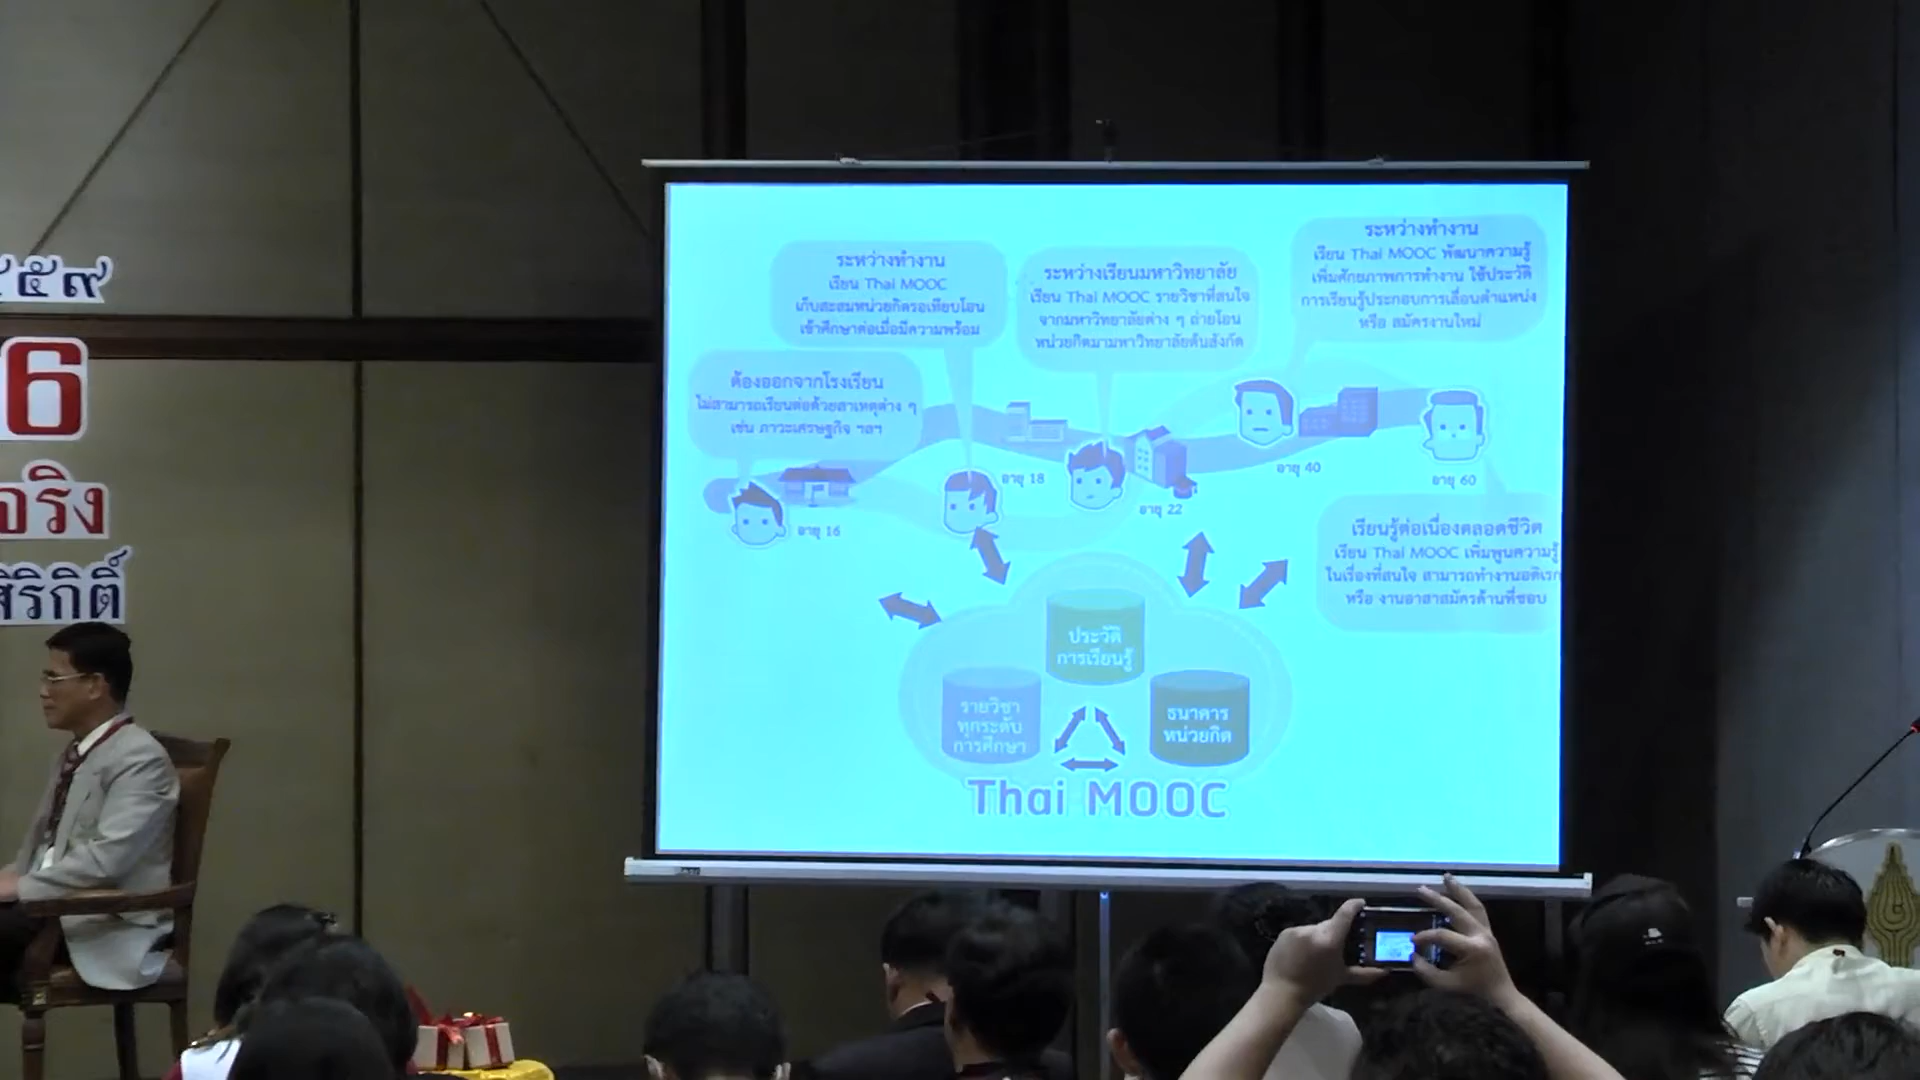 ๕๕๙
6
จริง
สิริกิติ์
ระหว่างทำงาน
เรียน Thai MOOC
เก็บสะสมหน่วยกิตรอเทียบโอน
เข้าศึกษาต่อเมื่อมีความพร้อม
ระหว่างเรียนมหาวิทยาลัย
เรียน Thai MOOC รายวิชาที่สนใจ
จากมหาวิทยาลัยต่าง ๆ ถ่ายโอน
หน่วยกิตมามหาวิทยาลัยต้นสังกัด
ระหว่างทำงาน
เรียน Thai MOOC พัฒนาความรู้
เพิ่มศักยภาพการทำงาน ใช้ประวัติ
การเรียนรู้ประกอบการเลื่อนตำแหน่ง
หรือ สมัครงานใหม่
ต้องออกจากโรงเรียน
ไม่สามารถเรียนต่อด้วยสาเหตุต่าง ๆ
เช่น ภาวะเศรษฐกิจ ฯลฯ
อายุ 16
อายุ 18
อายุ 22
อายุ 40
อายุ 60
เรียนรู้ต่อเนื่องตลอดชีวิต
เรียน Thai MOOC เพิ่มพูนความรู้
ในเรื่องที่สนใจ สามารถทำงานอดิเรก
หรือ งานอาสาสมัครด้านที่ชอบ
ประวัติ
การเรียนรู้
รายวิชา
ทุกระดับ
การศึกษา
ธนาคาร
หน่วยกิต
Thai MOOC